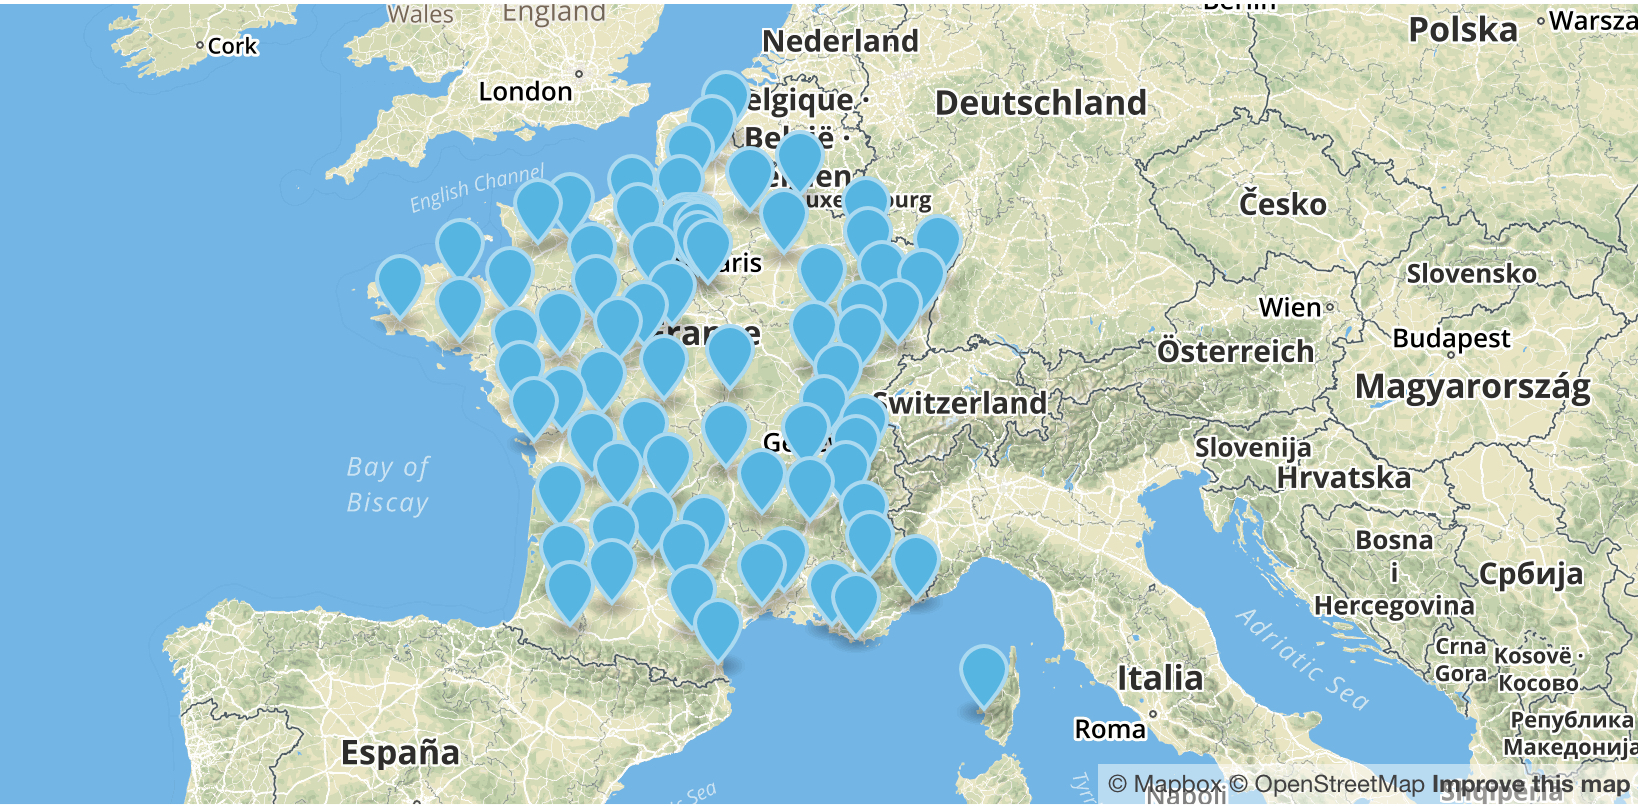 Wales
England
Berlin
Polska
Warsza
Cork
Nederland
London
elgique ·
België ·
Deutschland
English Channel
Česko
Paris
Slovensko
Wien
France
Budapest
Österreich
Magyarország
Switzerland
Slovenija
Hrvatska
Bay of
Biscay
Bosna
i
Hercegovina
Србија
Adriatic Sea
Crna
Gora
Kosovë ·
Косово
Italia
Roma
Република
Македонија
España
© Mapbox © OpenStreetMap Improve this map
Napoli
Shqipëria